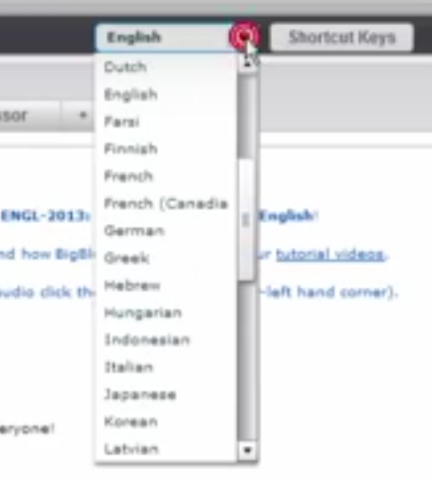 English
Shortcut Keys
Dutch
English
Farsi
Finnish
French
French (Canadia
German
Greek
Hebrew
Hungarian
Indonesian
Italian
Japanese
Korean
Latvian
ssor +
ENGL-2013: English!
nd how BigBl ur tutorial videos.
udio click th -left hand corner).
eryone!